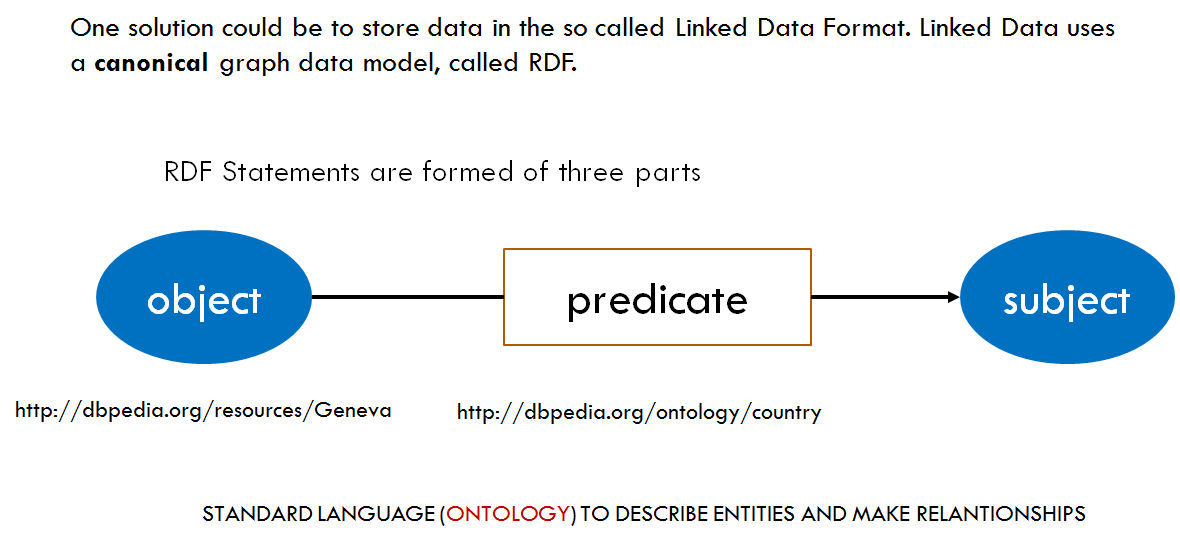 One solution could be to store data in the so called Linked Data Format. Linked Data uses
a canonical graph data model, called RDF.
RDF Statements are formed of three parts
object
predicate
subject
http://dbpedia.org/resources/Geneva
http://dbpedia.org/ontology/country
STANDARD LANGUAGE (ONTOLOGY) TO DESCRIBE ENTITIES AND MAKE RELANTIONSHIPS